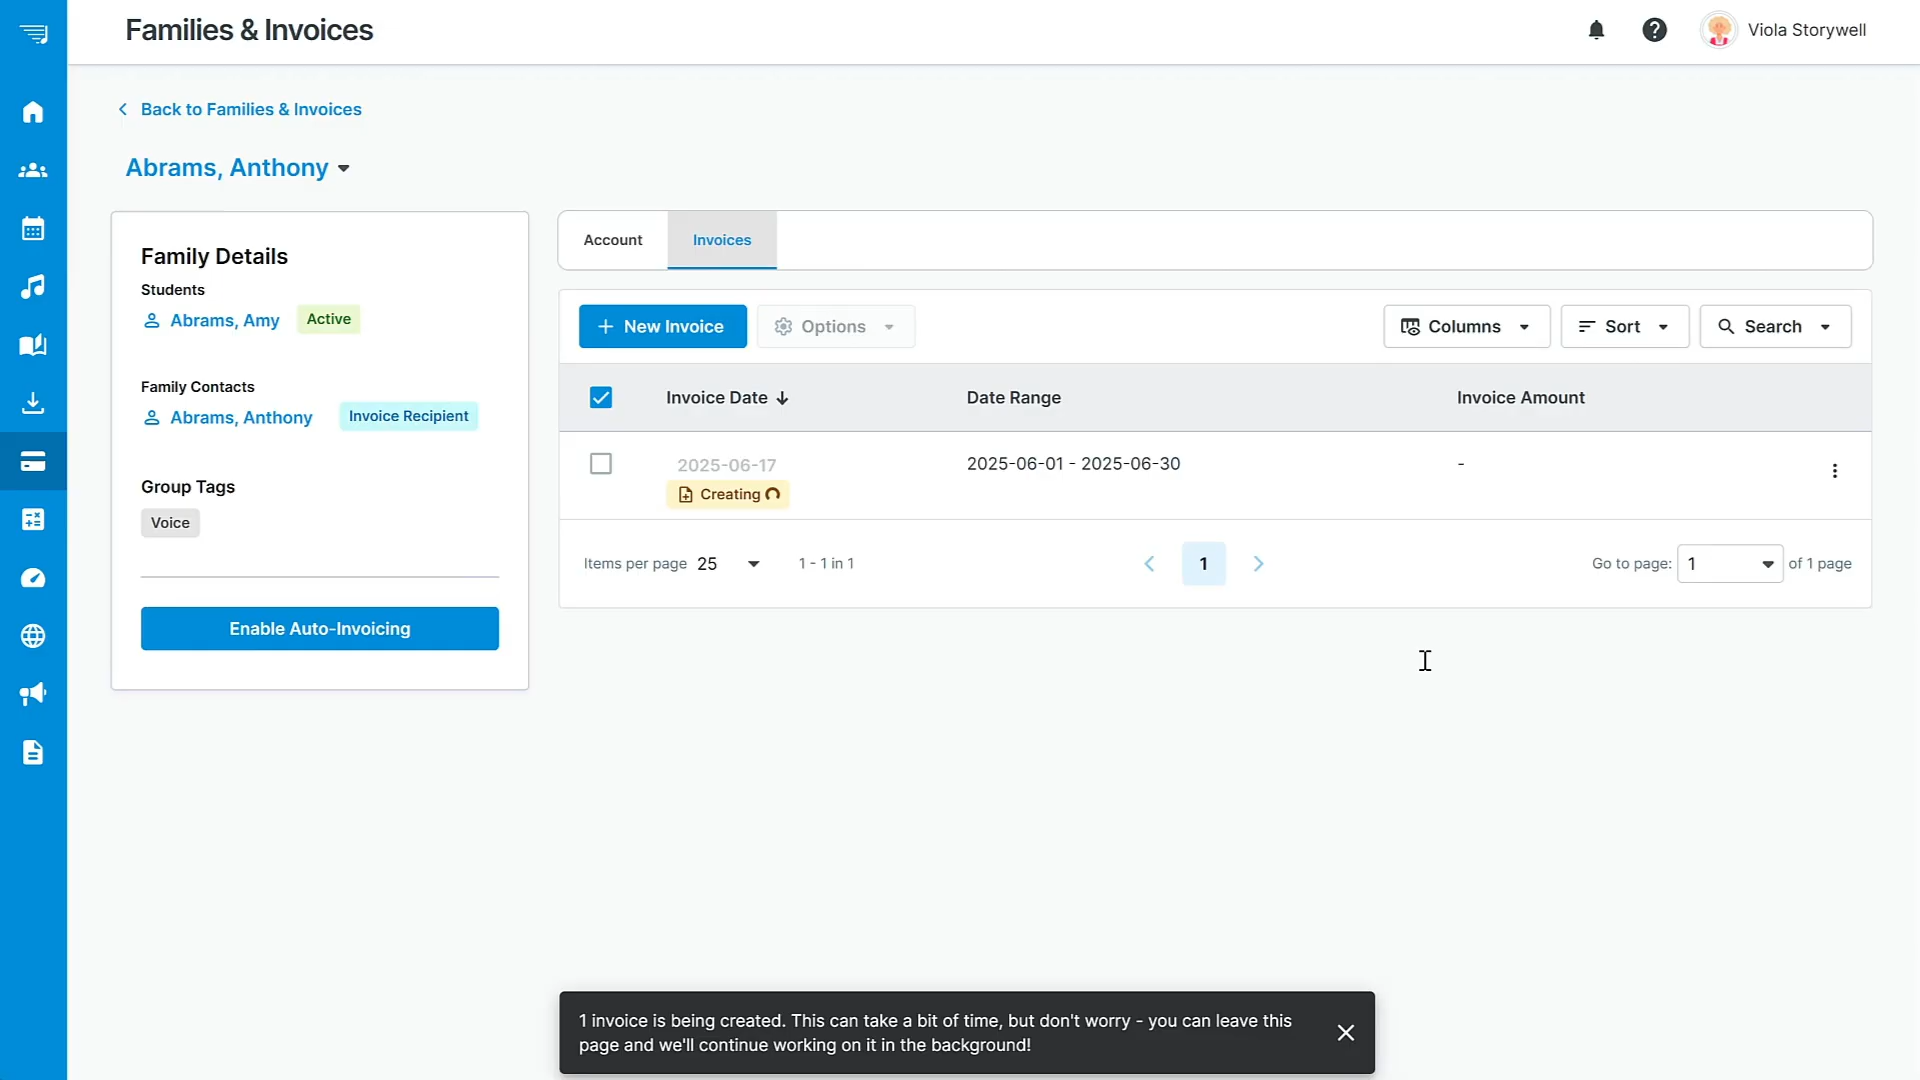 Families & Invoices
Viola Storywell
Back to Families & Invoices
Abrams, Anthony
Family Details
Students
Abrams, Amy
Active
Family Contacts
Abrams, Anthony
Invoice Recipient
Group Tags
Voice
Enable Auto-Invoicing
Account
Invoices
New Invoice
Options
Columns
Sort
Search
Invoice Date
Date Range
Invoice Amount
2025-06-17
Creating
2025-06-01 - 2025-06-30
-
Items per page 25
1 - 1 in 1
1
Go to page: 1 of 1 page
1 invoice is being created. This can take a bit of time, but don't worry - you can leave this
page and we'll continue working on it in the background!